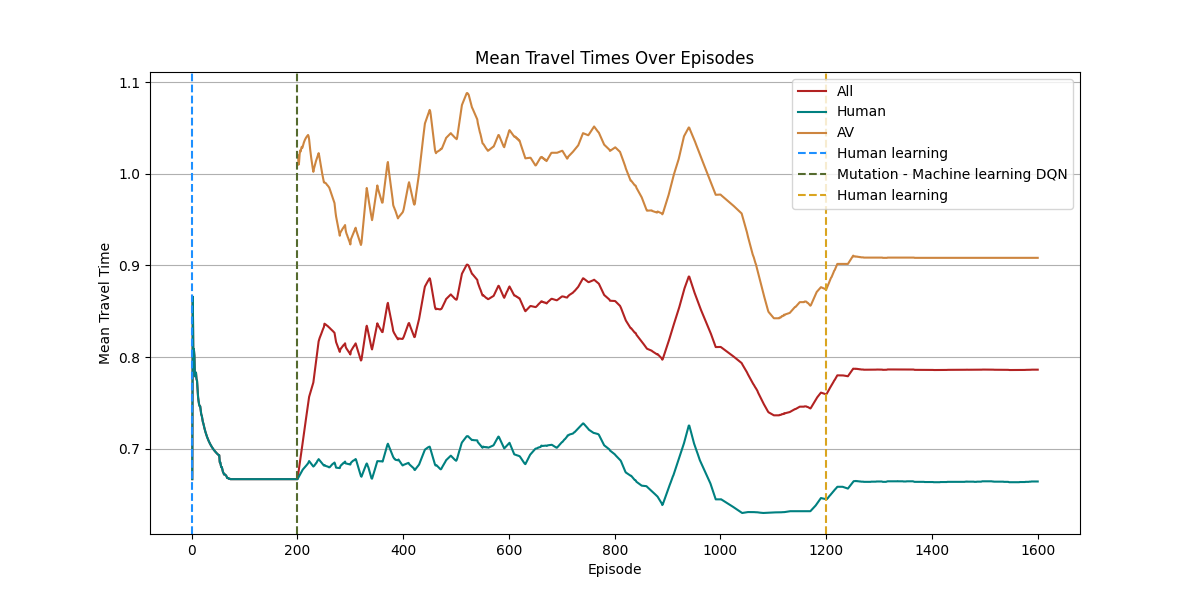 Mean Travel Times Over Episodes
1.1
1.0
0.9
0.8
0.7
Mean Travel Time
All
Human
AV
Human learning
Mutation - Machine learning DQN
Human learning
0 200 400 600 800 1000 1200 1400 1600
Episode